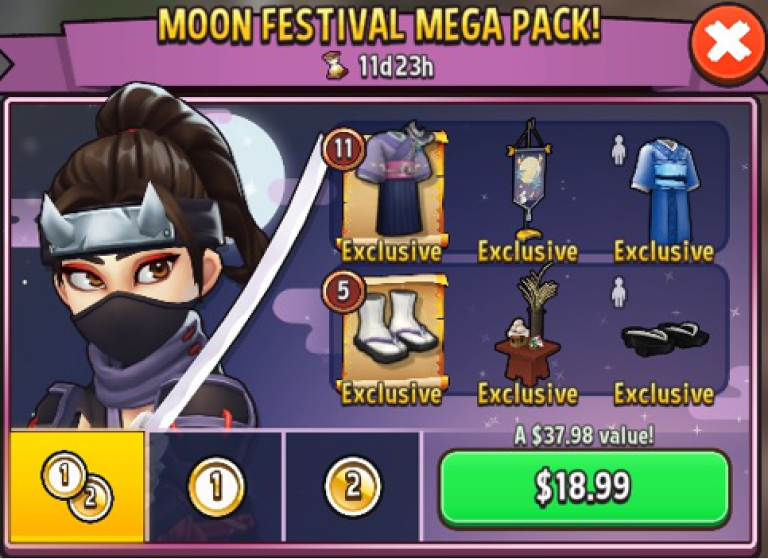 MOON FESTIVAL MEGA PACK!
11d23h
11
Exclusive Exclusive Exclusive
5
Exclusive Exclusive Exclusive
A $37.98 value!
1 2 1 2 $18.99